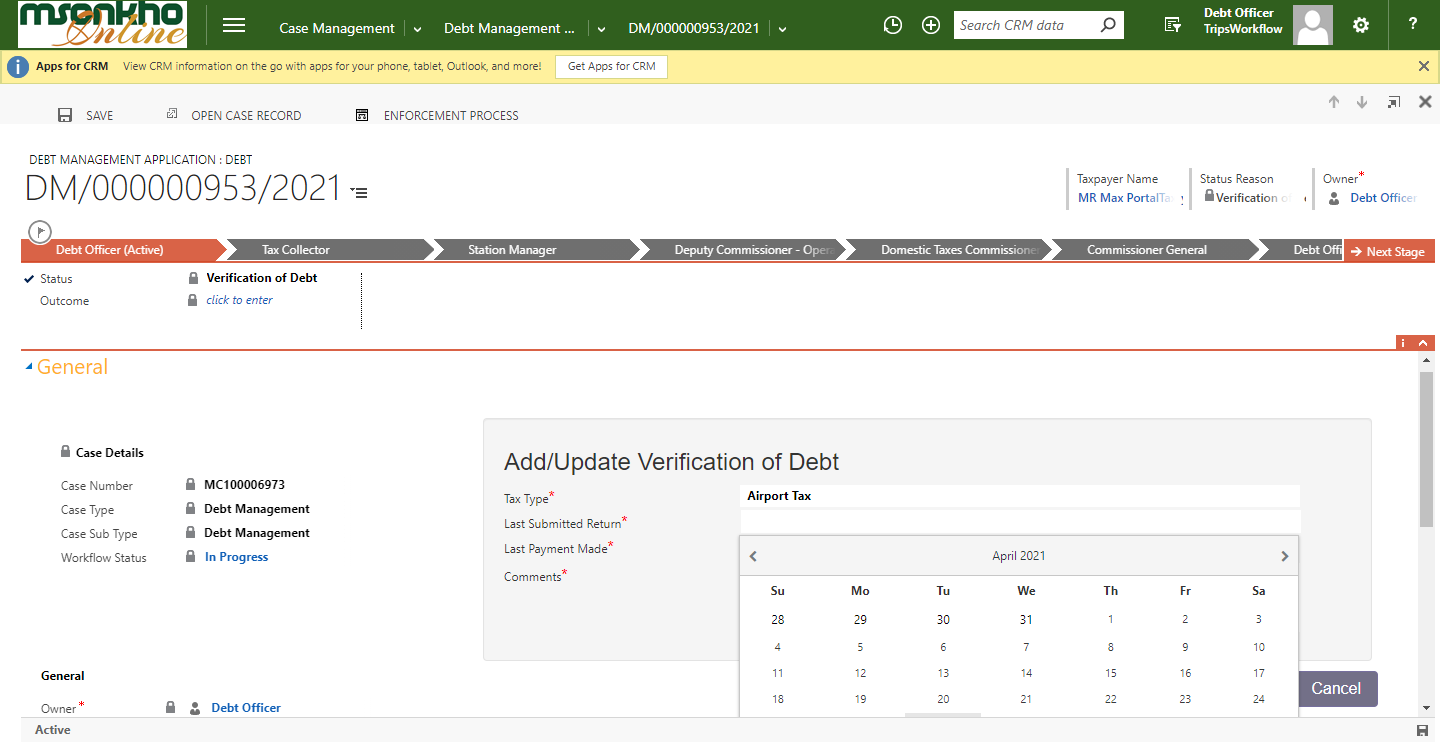 msonkho
Online
Case Management
Debt Management ...
DM/000000953/2021
Search CRM data
Debt Officer
TripsWorkflow
?
i
Apps for CRM
View CRM information on the go with apps for your phone, tablet, Outlook, and more!
Get Apps for CRM
SAVE
OPEN CASE RECORD
ENFORCEMENT PROCESS
DEBT MANAGEMENT APPLICATION : DEBT
DM/000000953/2021
Taxpayer Name
MR Max PortalTa
Status Reason
Verification o
Owner*
Debt Officer
Debt Officer (Active)
Tax Collector
Station Manager
Deputy Commissioner - Oper
Domestic Taxes Commissione
Commissioner General
Debt Offi
Next Stage
Status
Verification of Debt
Outcome
click to enter
i
General
Case Details
Case Number
MC100006973
Case Type
Debt Management
Case Sub Type
Debt Management
Workflow Status
In Progress
Add/Update Verification of Debt
Tax Type*
Airport Tax
Last Submitted Return*
Last Payment Made*
Comments*
April 2021
Su Mo Tu We Th Fr Sa
28 29 30 31 1 2 3
4 5 6 7 8 9 10
11 12 13 14 15 16 17
18 19 20 21 22 23 24
Cancel
General
Owner*
Debt Officer
Active